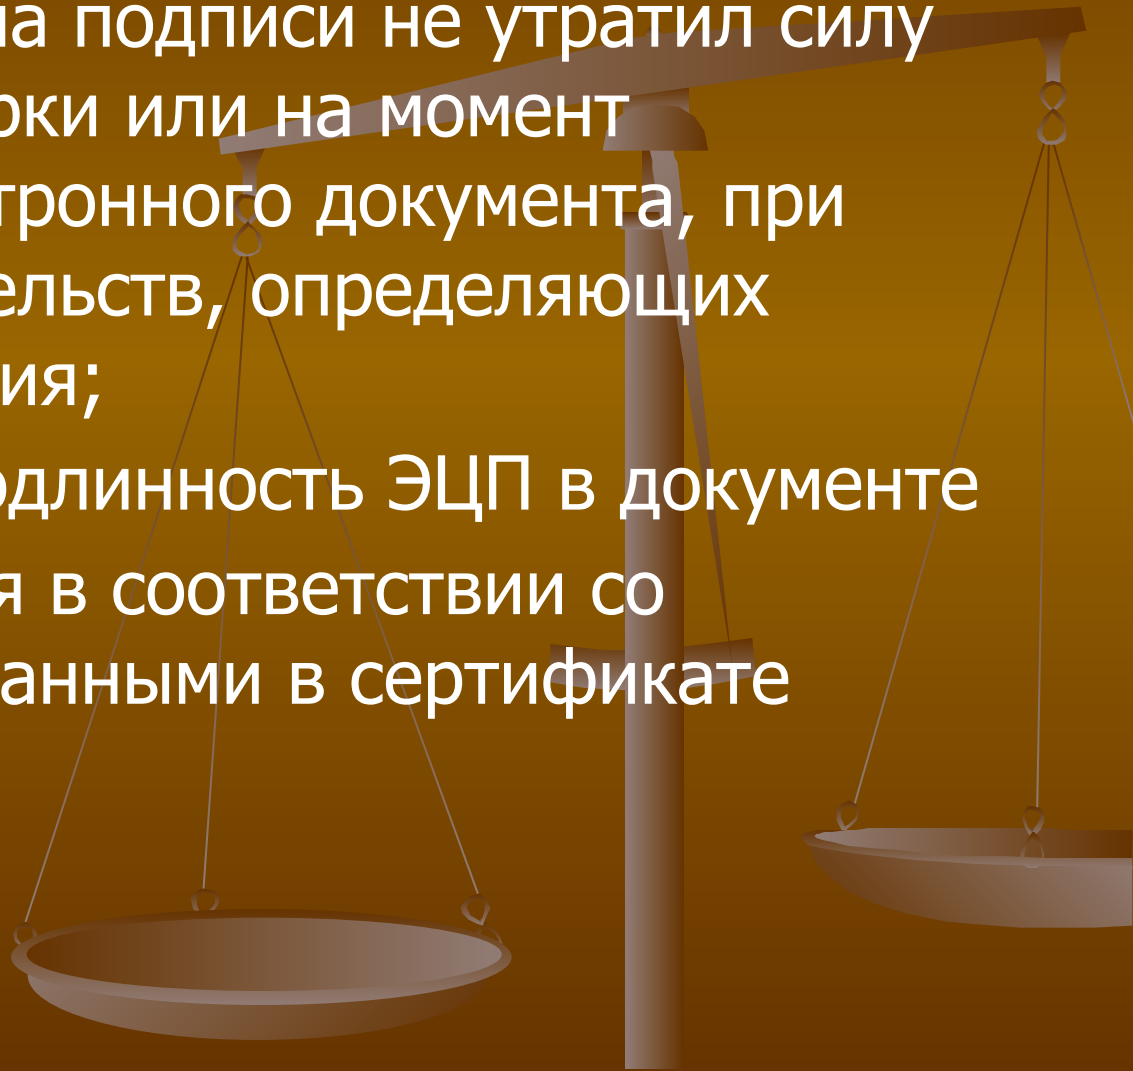 на подписи не утратил силу
рки или на момент
тронного документа, при
ельств, определяющих
ия;
одлинность ЭЦП в документе
я в соответствии со
анными в сертификате